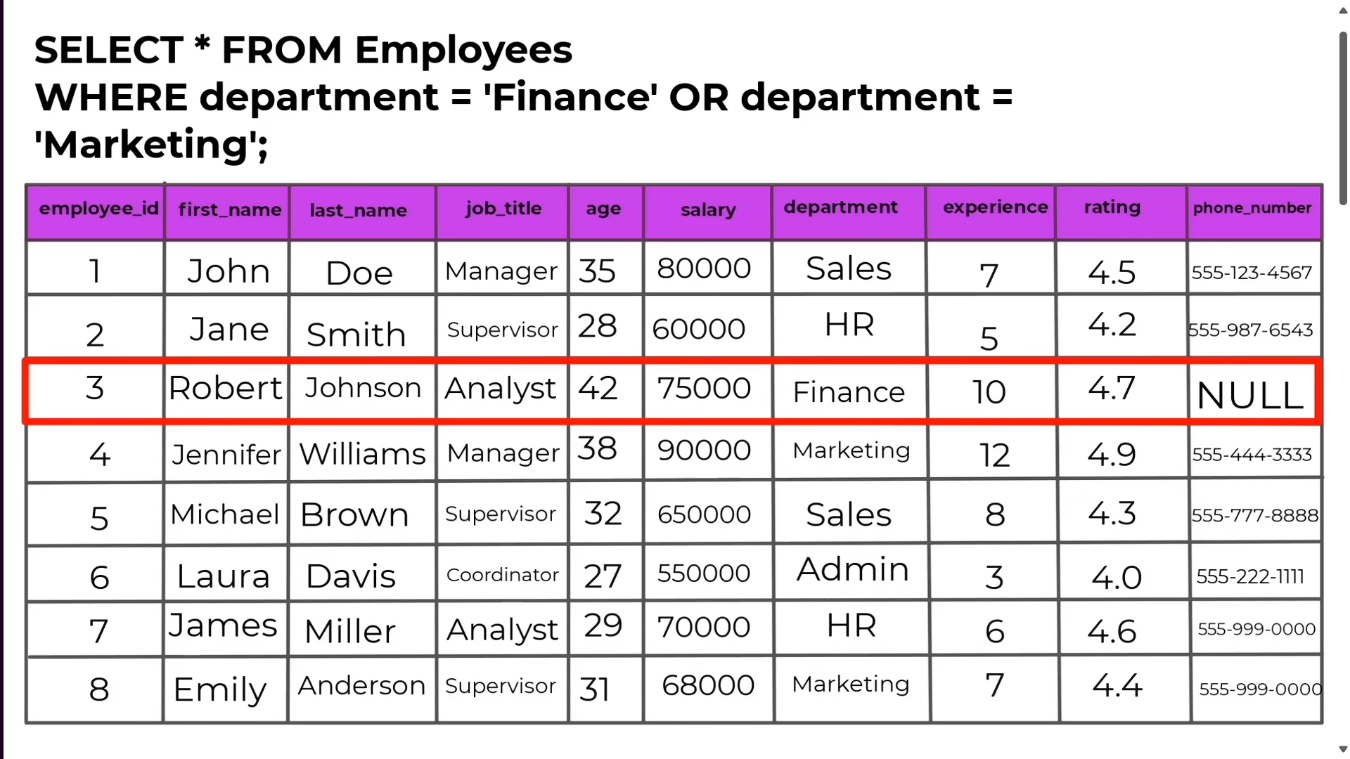 SELECT * FROM Employees
WHERE department = 'Finance' OR department =
'Marketing';
employee_id first_name last_name job_title age salary department experience rating phone_number
1 John Doe Manager 35 80000 Sales 7 4.5 555-123-4567
2 Jane Smith Supervisor 28 60000 HR 5 4.2 555-987-6543
3 Robert Johnson Analyst 42 75000 Finance 10 4.7 NULL
4 Jennifer Williams Manager 38 90000 Marketing 12 4.9 555-444-3333
5 Michael Brown Supervisor 32 650000 Sales 8 4.3 555-777-8888
6 Laura Davis Coordinator 27 550000 Admin 3 4.0 555-222-1111
7 James Miller Analyst 29 70000 HR 6 4.6 555-999-0000
8 Emily Anderson Supervisor 31 68000 Marketing 7 4.4 555-999-0000